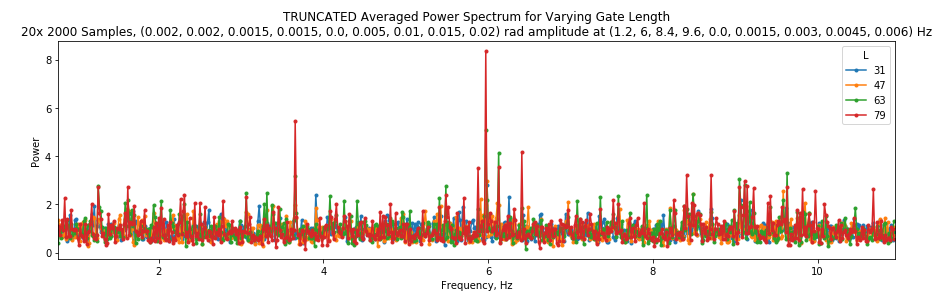 TRUNCATED Averaged Power Spectrum for Varying Gate Length
20x 2000 Samples, (0.002, 0.002, 0.0015, 0.0015, 0.0, 0.005, 0.01, 0.015, 0.02) rad amplitude at (1.2, 6, 8.4, 9.6, 0.0, 0.0015, 0.003, 0.0045, 0.006) Hz
L
31
47
63
79
8
6
4
2
0
Power
2 4 6 8 10
Frequency, Hz